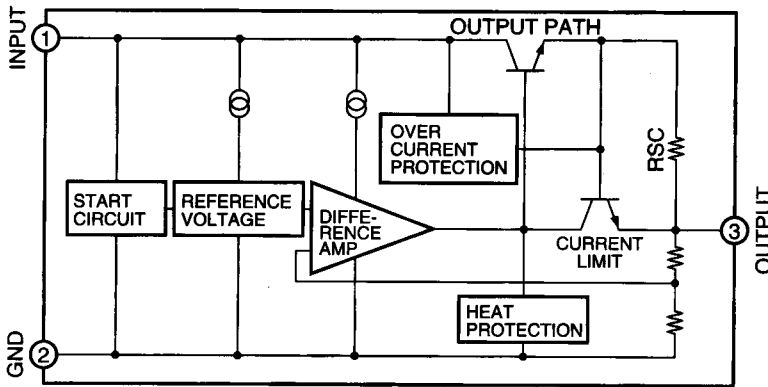 INPUT
1
OUTPUT PATH
OVER
CURRENT
PROTECTION
RSC
START
CIRCUIT
REFERENCE
VOLTAGE
DIFFE-
RENCE
AMP
CURRENT
LIMIT
3
OUTPUT
HEAT
PROTECTION
GND
2